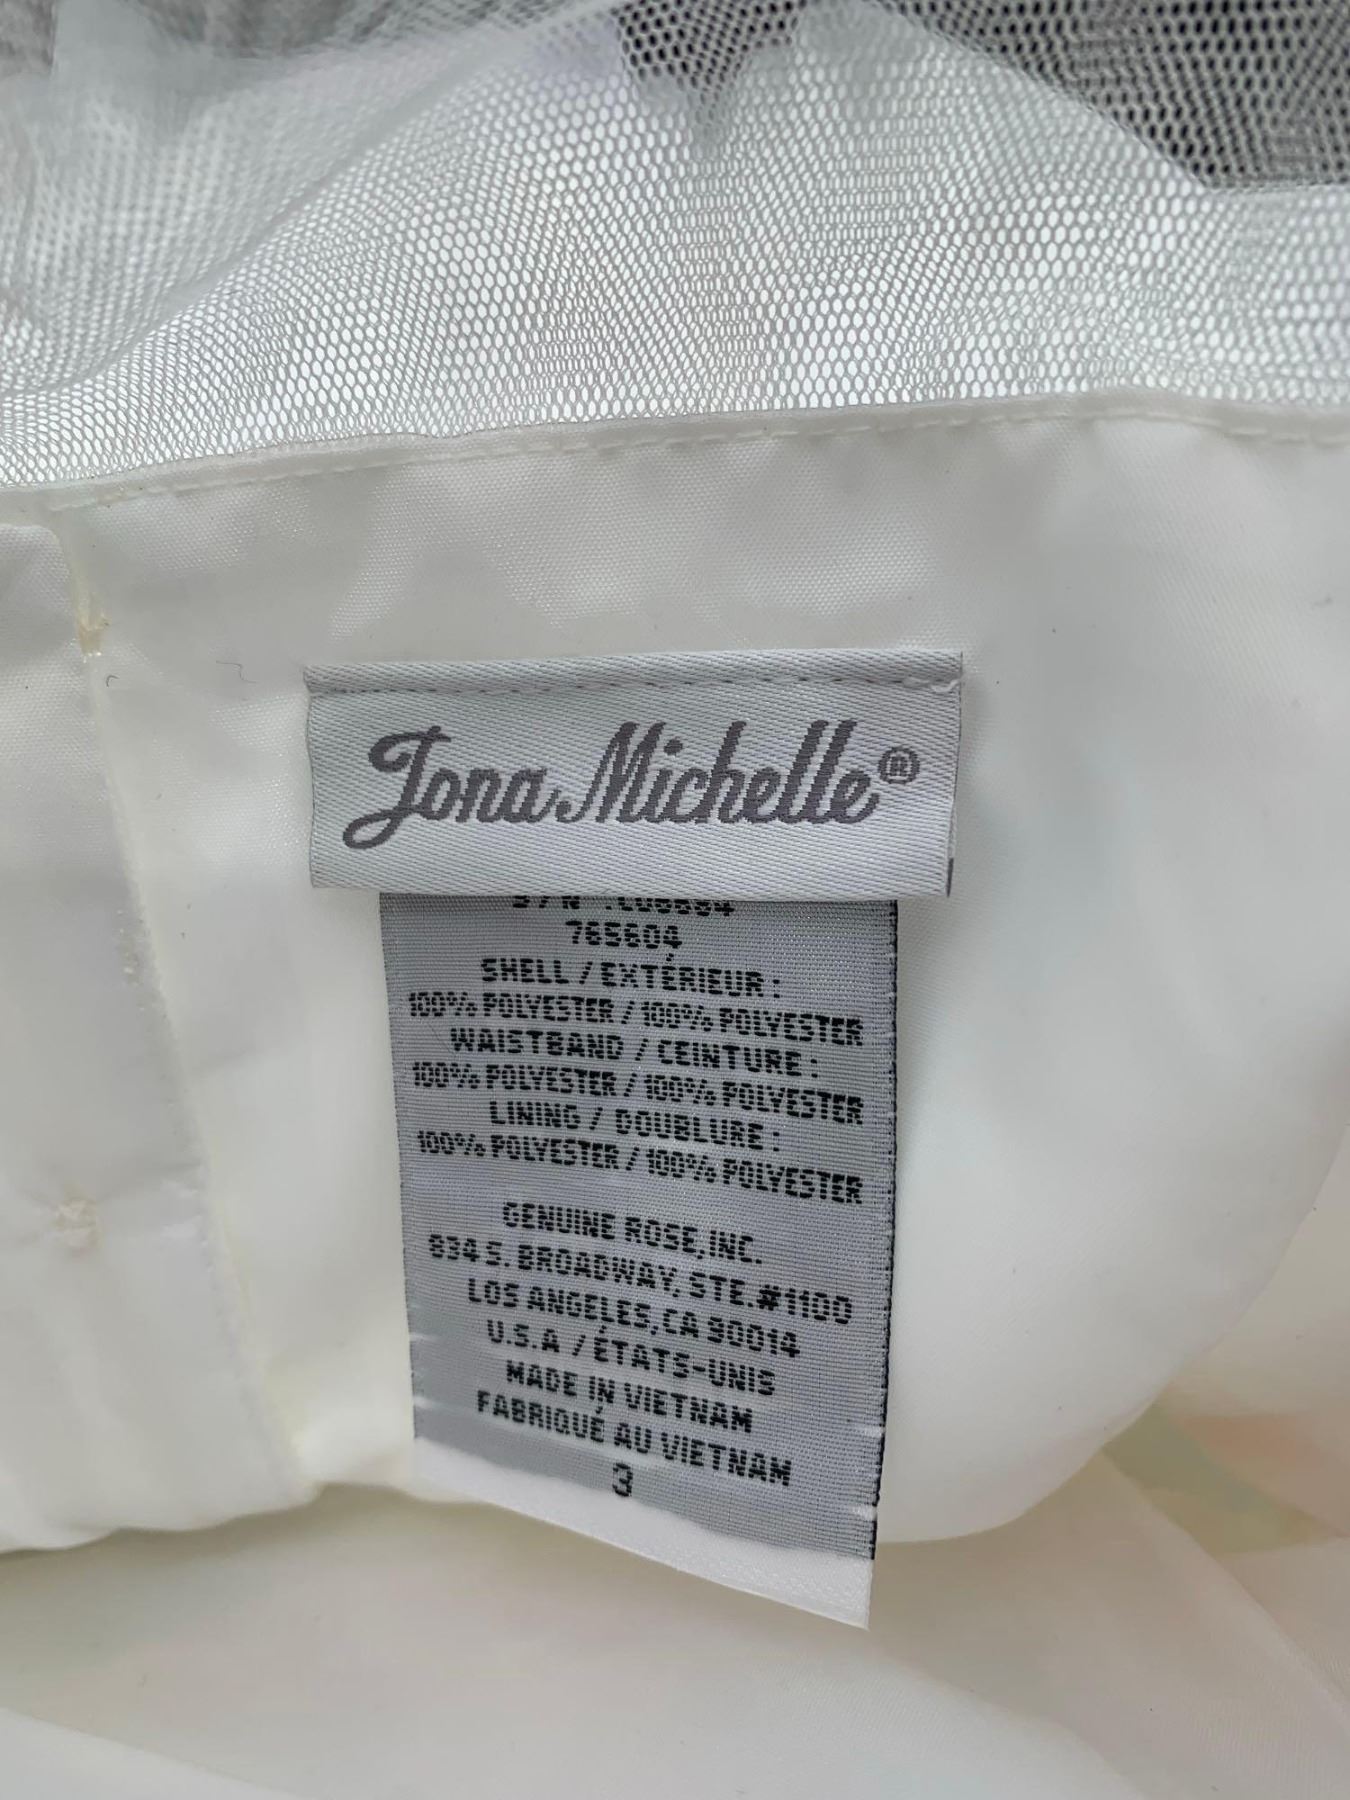 Jona Michelle®
765604
SHELL / EXTÉRIEUR :
100% POLYESTER / 100% POLYESTER
WAISTBAND / CEINTURE :
100% POLYESTER / 100% POLYESTER
LINING / DOUBLURE :
100% POLYESTER / 100% POLYESTER
GENUINE ROSE, INC.
834 S. BROADWAY, STE. #1100
LOS ANGELES, CA 90014
U.S.A / ÉTATS-UNIS
MADE IN VIETNAM
FABRIQUÉ AU VIETNAM
3